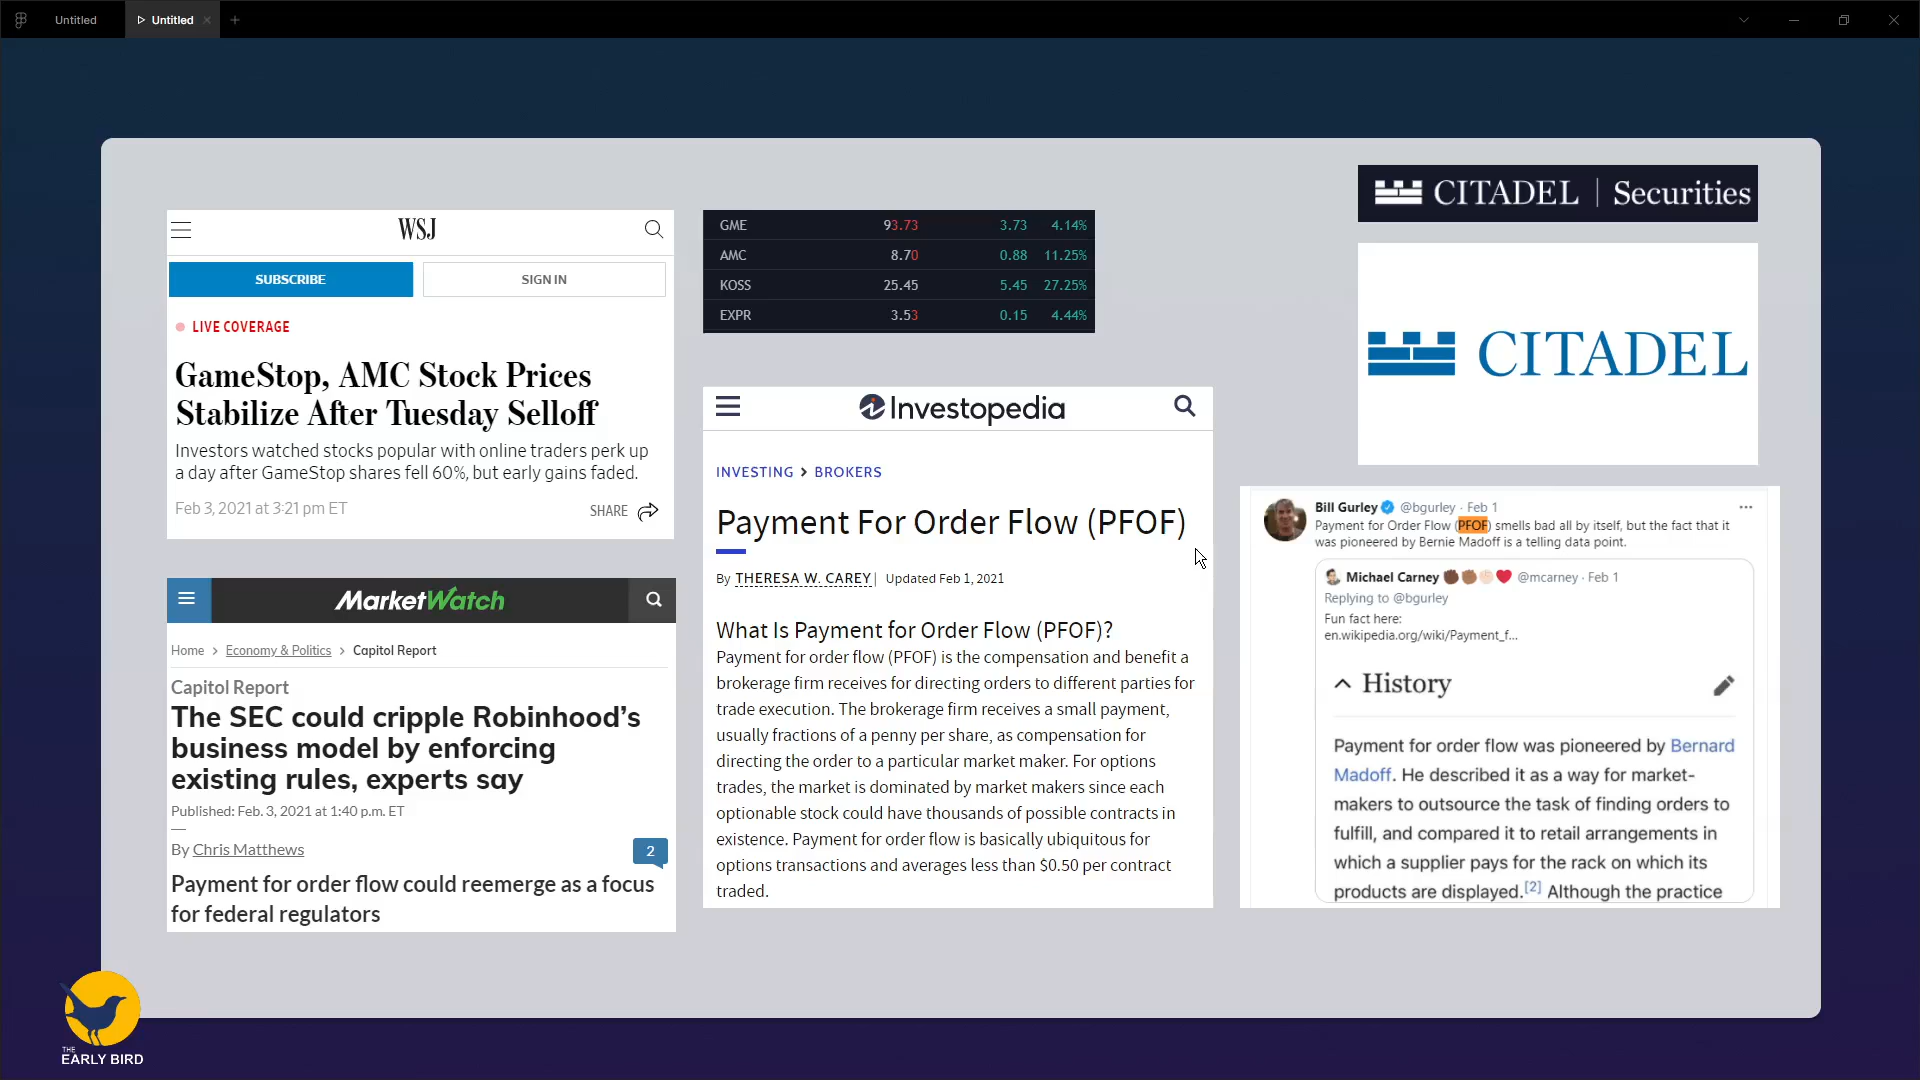 Untitled
Untitled
WSJ
SUBSCRIBE
SIGN IN
LIVE COVERAGE
GameStop, AMC Stock Prices
Stabilize After Tuesday Selloff
Investors watched stocks popular with online traders perk up
a day after GameStop shares fell 60%, but early gains faded.
Feb 3, 2021 at 3:21 pm ET
SHARE
MarketWatch
Home > Economy & Politics > Capitol Report
Capitol Report
The SEC could cripple Robinhood's
business model by enforcing
existing rules, experts say
Published: Feb. 3, 2021 at 1:40 p.m. ET
By Chris Matthews
2
Payment for order flow could reemerge as a focus
for federal regulators
GME 93.73 3.73 4.14%
AMC 8.70 0.88 11.25%
KOSS 25.45 5.45 27.25%
EXPR 3.53 0.15 4.44%
Investopedia
INVESTING > BROKERS
Payment For Order Flow (PFOF)
By THERESA W. CAREY | Updated Feb 1, 2021
What Is Payment for Order Flow (PFOF)?
Payment for order flow (PFOF) is the compensation and benefit a
brokerage firm receives for directing orders to different parties for
trade execution. The brokerage firm receives a small payment,
usually fractions of a penny per share, as compensation for
directing the order to a particular market maker. For options
trades, the market is dominated by market makers since each
optionable stock could have thousands of possible contracts in
existence. Payment for order flow is basically ubiquitous for
options transactions and averages less than $0.50 per contract
traded.
CITADEL | Securities
CITADEL
Bill Gurley @bgurley · Feb 1
Payment for Order Flow (PFOF) smells bad all by itself, but the fact that it
was pioneered by Bernie Madoff is a telling data point.
Michael Carney @mcarney · Feb 1
Replying to @bgurley
Fun fact here:
en.wikipedia.org/wiki/Payment_f...
History
Payment for order flow was pioneered by Bernard
Madoff. He described it as a way for market-
makers to outsource the task of finding orders to
fulfill, and compared it to retail arrangements in
which a supplier pays for the rack on which its
products are displayed.[2] Although the practice
THE
EARLY BIRD